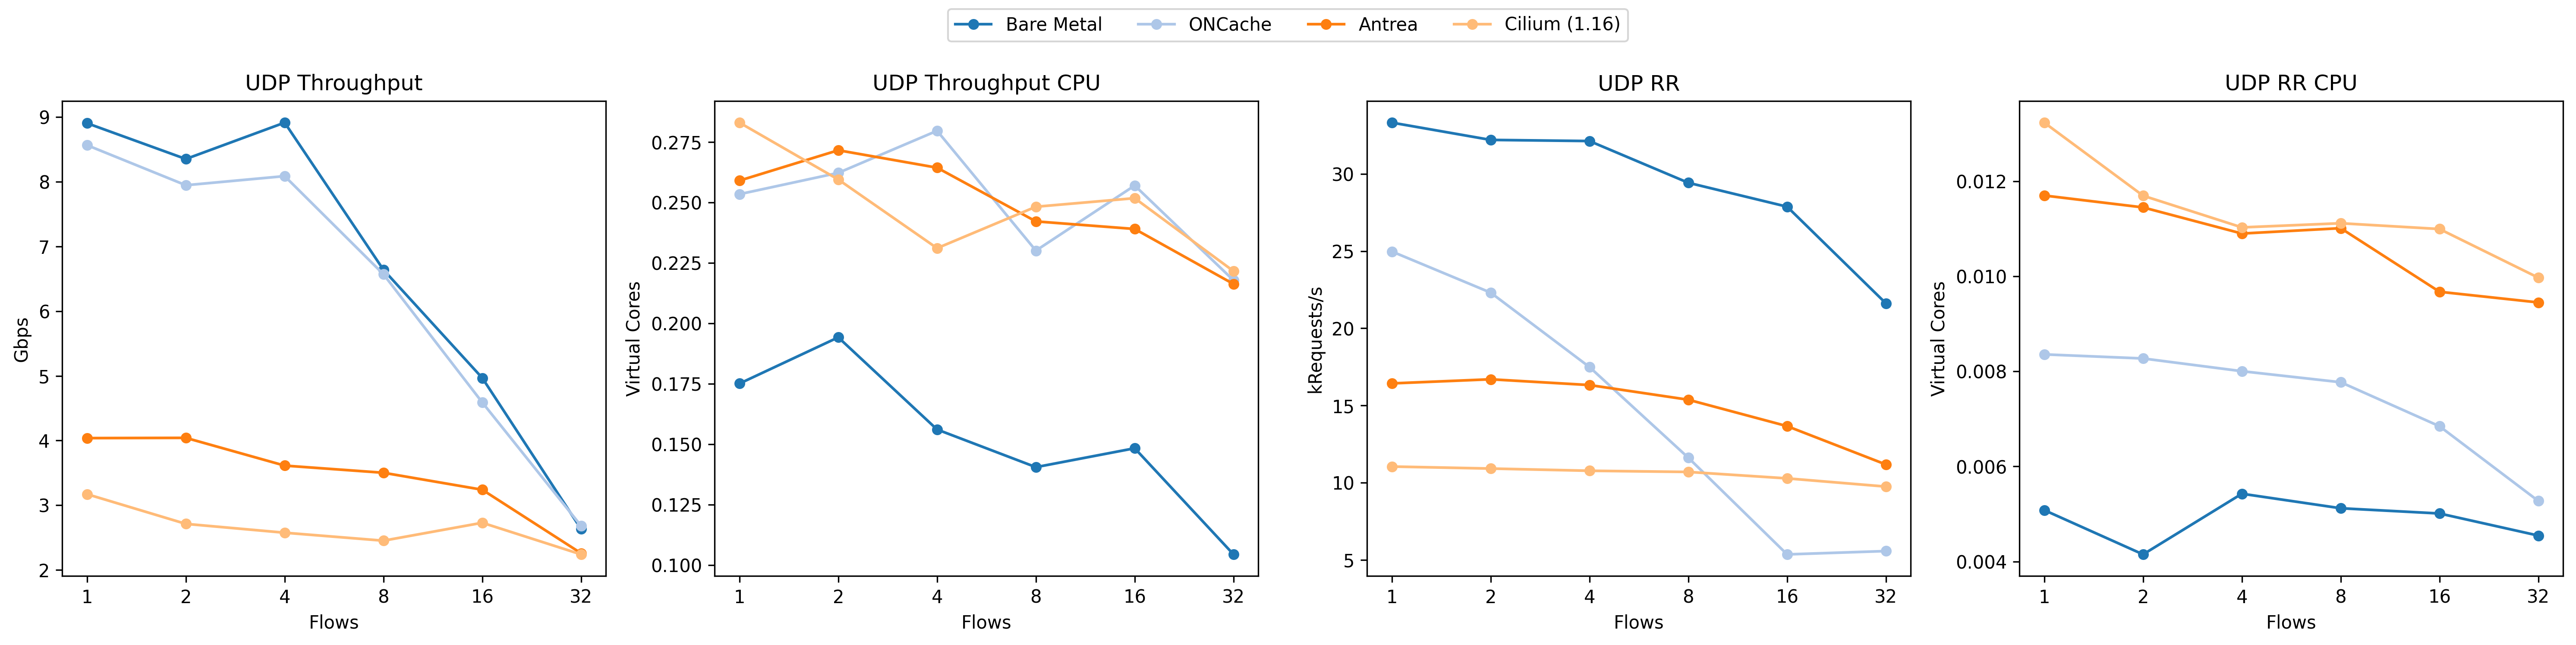 Bare Metal ONCache Antrea Cilium (1.16)
UDP Throughput
Gbps
9
8
7
6
5
4
3
2
1 2 4 8 16 32
Flows
UDP Throughput CPU
Virtual Cores
0.275
0.250
0.225
0.200
0.175
0.150
0.125
0.100
1 2 4 8 16 32
Flows
UDP RR
kRequests/s
30
25
20
15
10
5
1 2 4 8 16 32
Flows
UDP RR CPU
Virtual Cores
0.012
0.010
0.008
0.006
0.004
1 2 4 8 16 32
Flows